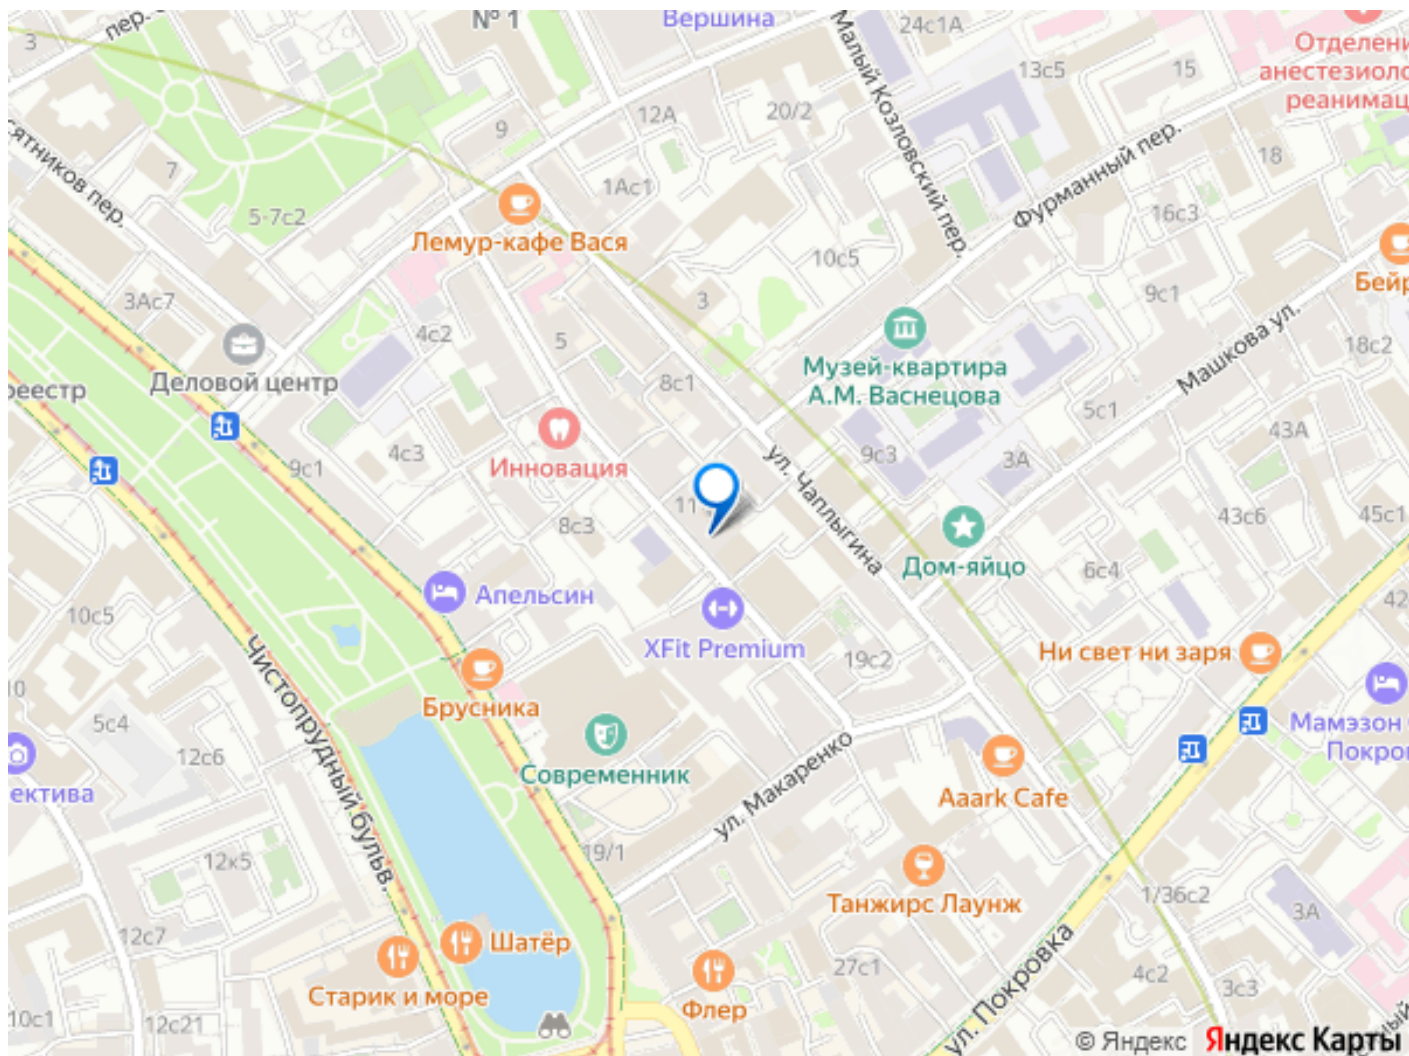 пер.
№ 1
Вершина
24с1А
Отделени
анестезиоло
реанимац
3
13с5
15
Малый Козловский пер.
12А
20/2
9
Фурманный пер.
18
сятников пер.
7
1Ас1
16с3
5-7с2
Лемур-кафе Вася
10с5
Бейр
3Ас7
3
9с1
4с2
5
Музей-квартира
А.М. Васнецова
Машкова ул.
18с2
реестр
Деловой центр
8с1
5с1
43А
9с1
4с3
Инновация
9с3
3А
ул. Чаплыгина
11
8с3
43с6
45с1
Дом-яйцо
6с4
Апельсин
42
10с5
XFit Premium
19с2
Ни свет ни заря
10
Чистопрудный бульв.
Брусника
5с4
12с6
Мамэзон
Покро
ектива
Современник
ул. Макаренко
Aaark Cafe
12к5
19/1
Танжирс Лаунж
1/36с2
3А
12с7
Шатёр
27с1
ул. Покровка
4с2
3с3
Старик и море
Флер
10с1
12с21
© Яндекс Яндекс Карты